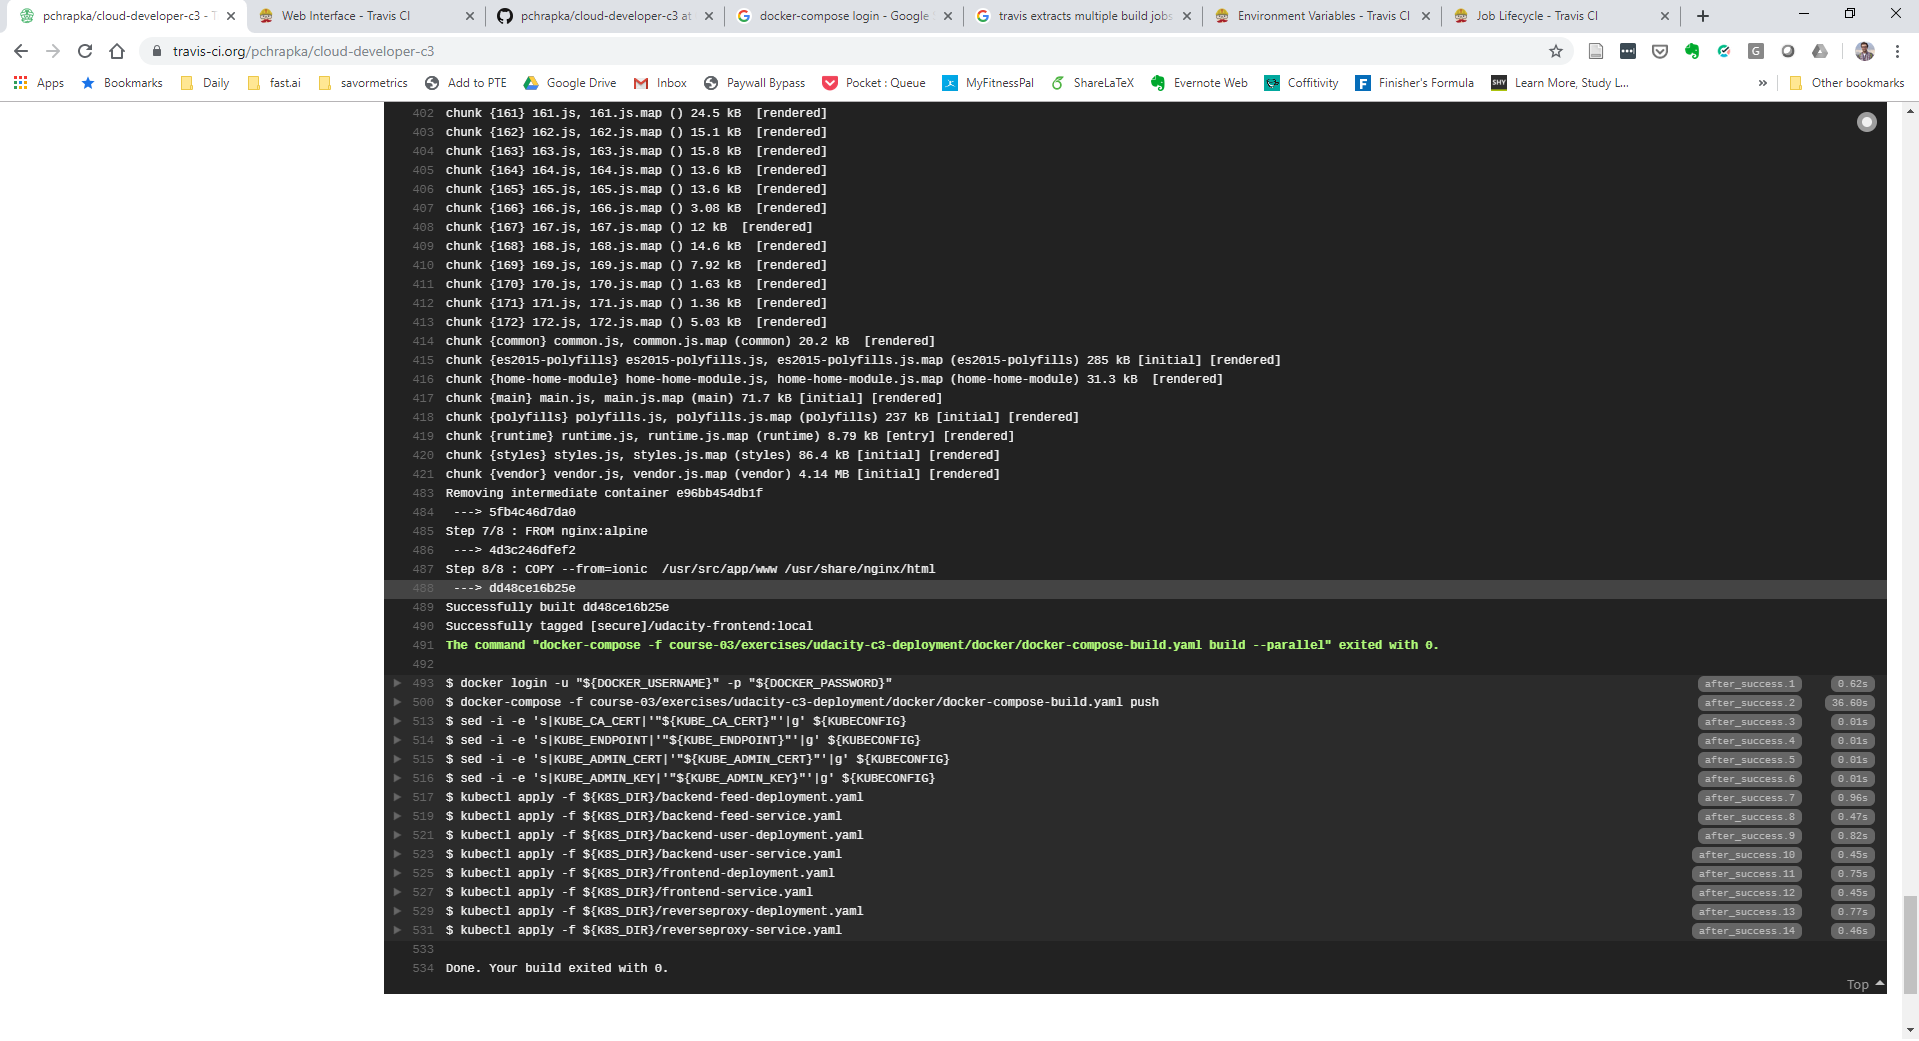 pchrapka/cloud-developer-c3 - T
Web Interface - Travis CI
pchrapka/cloud-developer-c3 at
docker-compose login - Google
travis extracts multiple build jobs
Environment Variables - Travis CI
Job Lifecycle - Travis CI
travis-ci.org/pchrapka/cloud-developer-c3
Apps Bookmarks Daily fast.ai savormetrics Add to PTE Google Drive Inbox Paywall Bypass Pocket : Queue MyFitnessPal ShareLaTeX Evernote Web Coffitivity Finisher's Formula Learn More, Study L... » Other bookmarks
402 chunk {161} 161.js, 161.js.map () 24.5 kB [rendered]
403 chunk {162} 162.js, 162.js.map () 15.1 kB [rendered]
404 chunk {163} 163.js, 163.js.map () 15.8 kB [rendered]
405 chunk {164} 164.js, 164.js.map () 13.6 kB [rendered]
406 chunk {165} 165.js, 165.js.map () 13.6 kB [rendered]
407 chunk {166} 166.js, 166.js.map () 3.08 kB [rendered]
408 chunk {167} 167.js, 167.js.map () 12 kB [rendered]
409 chunk {168} 168.js, 168.js.map () 14.6 kB [rendered]
410 chunk {169} 169.js, 169.js.map () 7.92 kB [rendered]
411 chunk {170} 170.js, 170.js.map () 1.63 kB [rendered]
412 chunk {171} 171.js, 171.js.map () 1.36 kB [rendered]
413 chunk {172} 172.js, 172.js.map () 5.03 kB [rendered]
414 chunk {common} common.js, common.js.map (common) 20.2 kB [rendered]
415 chunk {es2015-polyfills} es2015-polyfills.js, es2015-polyfills.js.map (es2015-polyfills) 285 kB [initial] [rendered]
416 chunk {home-home-module} home-home-module.js, home-home-module.js.map (home-home-module) 31.3 kB [rendered]
417 chunk {main} main.js, main.js.map (main) 71.7 kB [initial] [rendered]
418 chunk {polyfills} polyfills.js, polyfills.js.map (polyfills) 237 kB [initial] [rendered]
419 chunk {runtime} runtime.js, runtime.js.map (runtime) 8.79 kB [entry] [rendered]
420 chunk {styles} styles.js, styles.js.map (styles) 86.4 kB [initial] [rendered]
421 chunk {vendor} vendor.js, vendor.js.map (vendor) 4.14 MB [initial] [rendered]
483 Removing intermediate container e96bb454db1f
484 ---> 5fb4c46d7da0
485 Step 7/8 : FROM nginx:alpine
486 ---> 4d3c246dfef2
487 Step 8/8 : COPY --from=ionic /usr/src/app/www /usr/share/nginx/html
488 ---> dd48ce16b25e
489 Successfully built dd48ce16b25e
490 Successfully tagged [secure]/udacity-frontend:local
491 The command "docker-compose -f course-03/exercises/udacity-c3-deployment/docker/docker-compose-build.yaml build --parallel" exited with 0.
492
493 $ docker login -u "${DOCKER_USERNAME}" -p "${DOCKER_PASSWORD}" after_success.1 0.62s
500 $ docker-compose -f course-03/exercises/udacity-c3-deployment/docker/docker-compose-build.yaml push after_success.2 36.60s
513 $ sed -i -e 's|KUBE_CA_CERT|'"${KUBE_CA_CERT}"'|g' ${KUBECONFIG} after_success.3 0.01s
514 $ sed -i -e 's|KUBE_ENDPOINT|'"${KUBE_ENDPOINT}"'|g' ${KUBECONFIG} after_success.4 0.01s
515 $ sed -i -e 's|KUBE_ADMIN_CERT|'"${KUBE_ADMIN_CERT}"'|g' ${KUBECONFIG} after_success.5 0.01s
516 $ sed -i -e 's|KUBE_ADMIN_KEY|'"${KUBE_ADMIN_KEY}"'|g' ${KUBECONFIG} after_success.6 0.01s
517 $ kubectl apply -f ${K8S_DIR}/backend-feed-deployment.yaml after_success.7 0.96s
519 $ kubectl apply -f ${K8S_DIR}/backend-feed-service.yaml after_success.8 0.47s
521 $ kubectl apply -f ${K8S_DIR}/backend-user-deployment.yaml after_success.9 0.82s
523 $ kubectl apply -f ${K8S_DIR}/backend-user-service.yaml after_success.10 0.45s
525 $ kubectl apply -f ${K8S_DIR}/frontend-deployment.yaml after_success.11 0.75s
527 $ kubectl apply -f ${K8S_DIR}/frontend-service.yaml after_success.12 0.45s
529 $ kubectl apply -f ${K8S_DIR}/reverseproxy-deployment.yaml after_success.13 0.77s
531 $ kubectl apply -f ${K8S_DIR}/reverseproxy-service.yaml after_success.14 0.46s
533
534 Done. Your build exited with 0.
Top